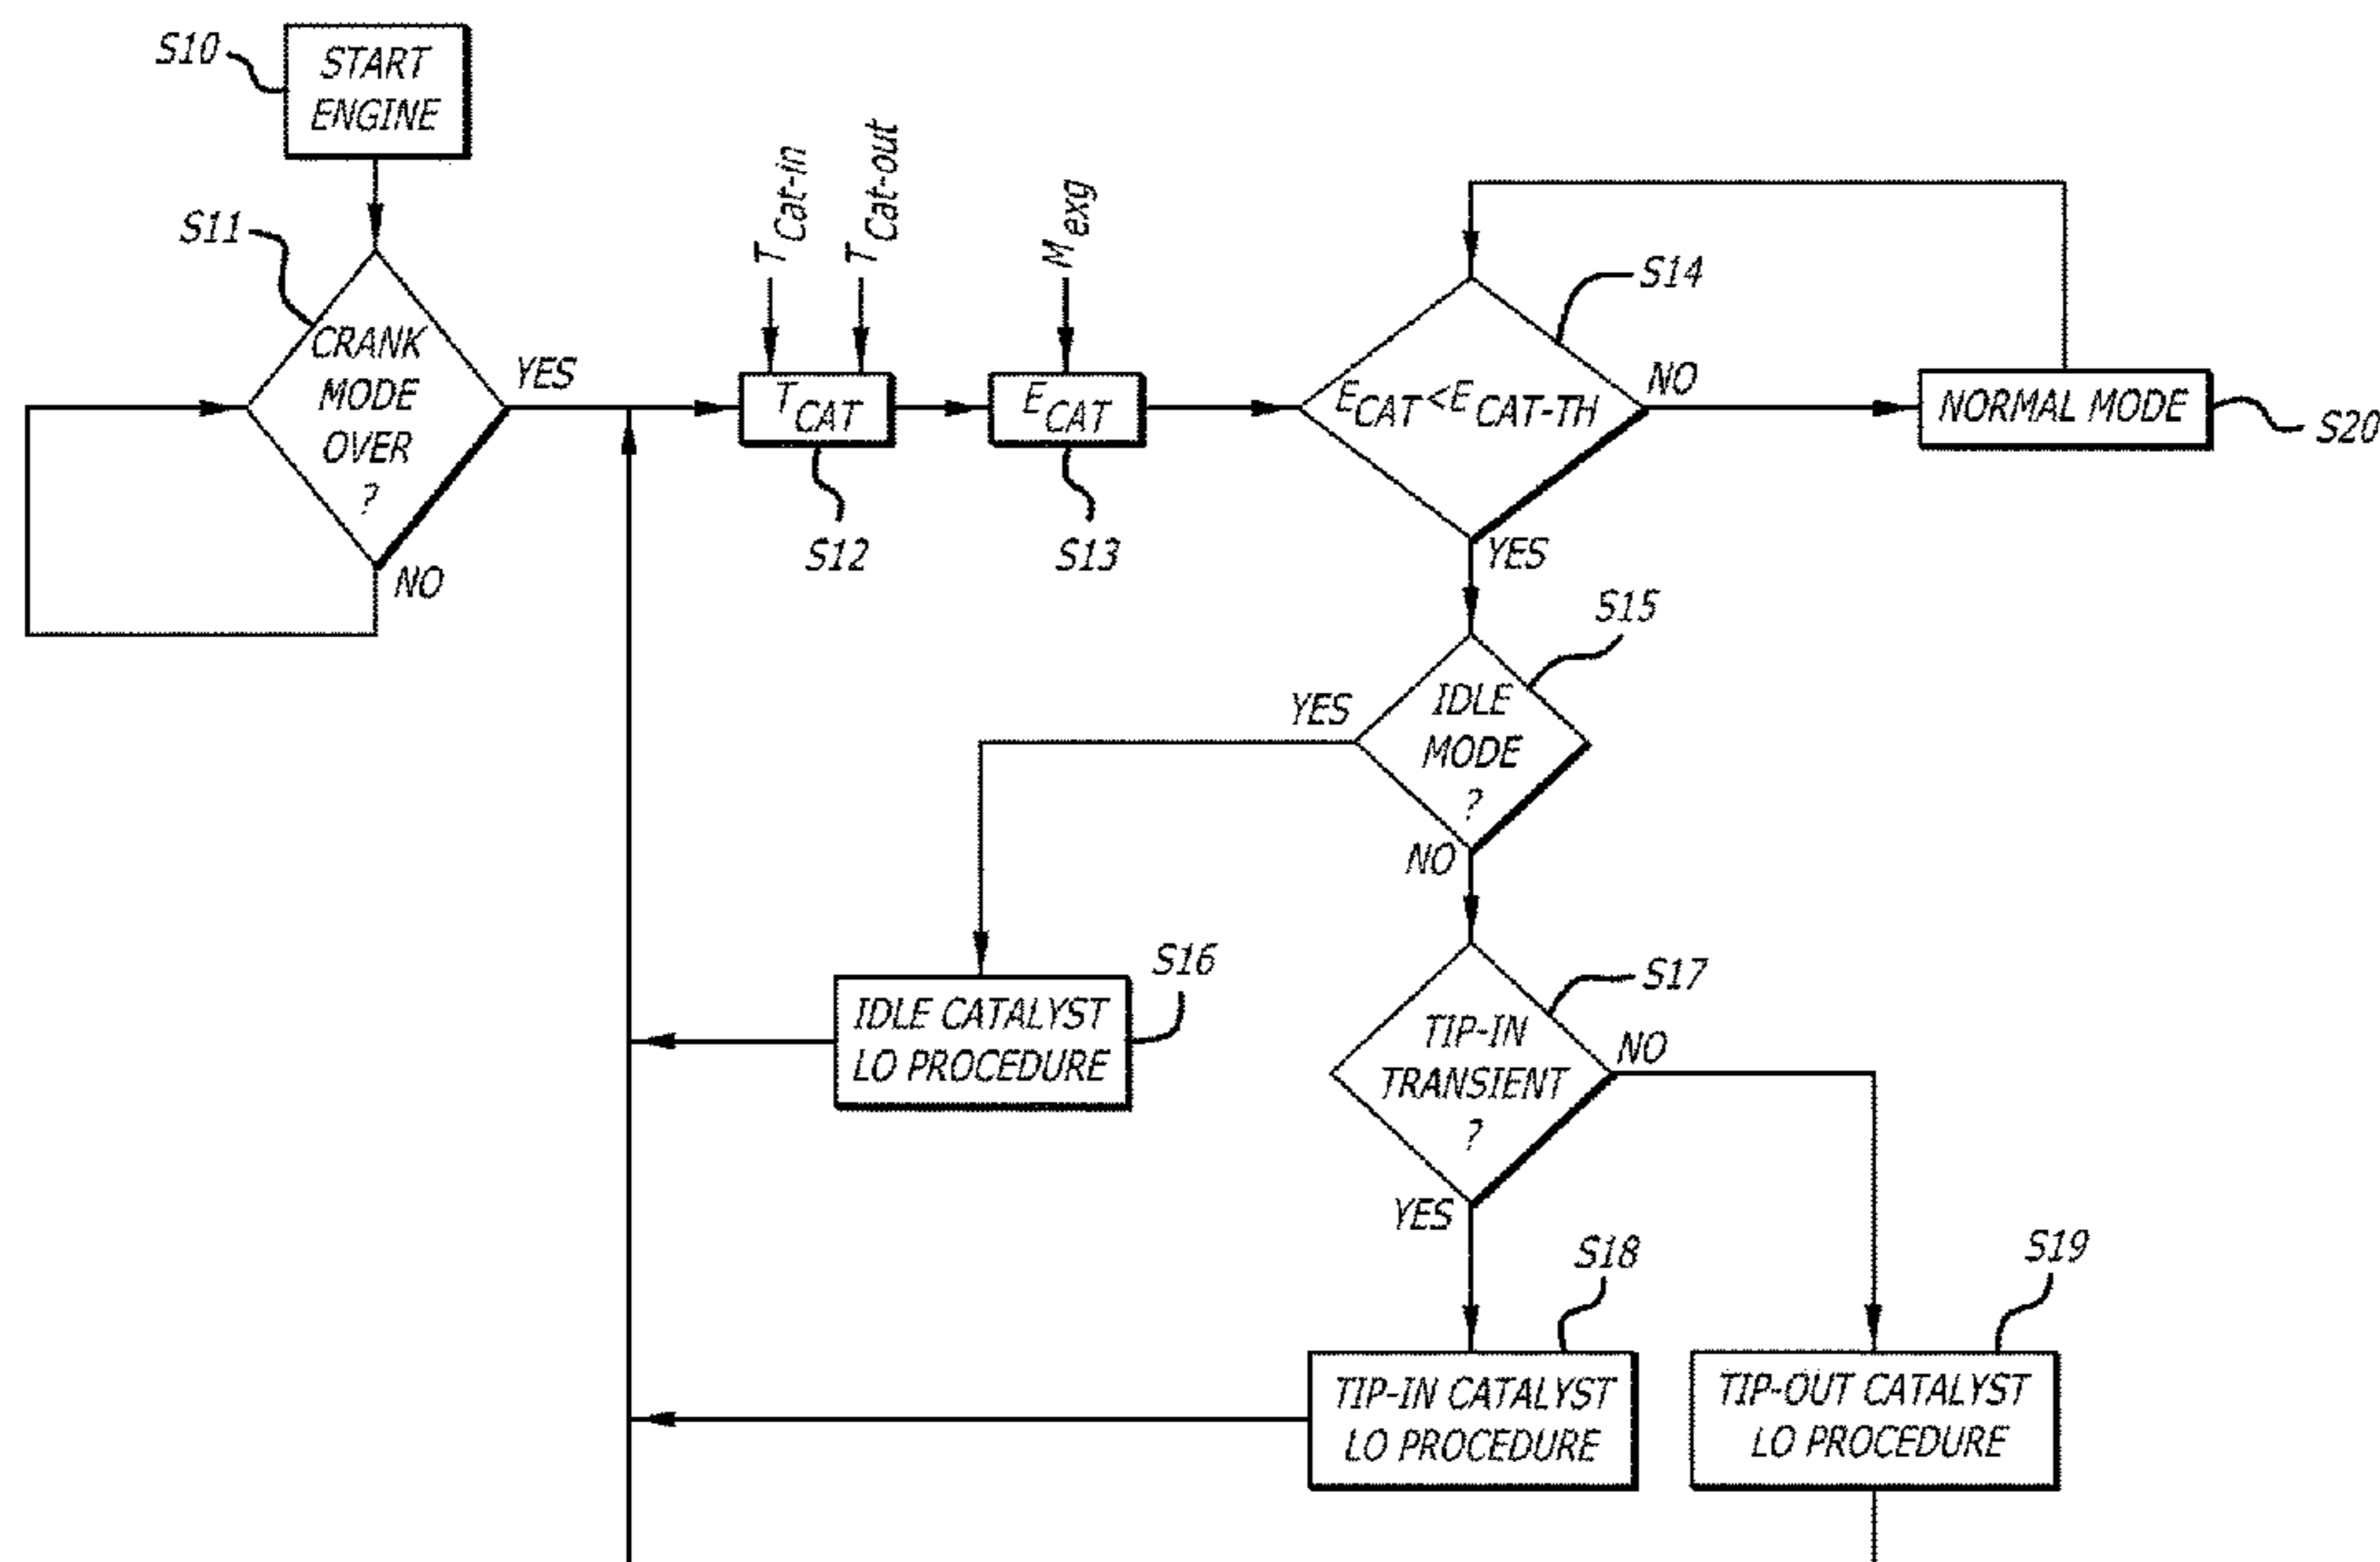 S10
START
ENGINE
S11
CRANK
MODE
OVER
?
YES
NO
TCat-in
TCat-out
Mexg
TCAT
S12
ECAT
S13
S14
ECAT<ECAT-TH
NO
YES
NORMAL MODE
S20
S15
IDLE
MODE
?
YES
NO
S16
IDLE CATALYST
LO PROCEDURE
S17
TIP-IN
TRANSIENT
?
NO
YES
S18
TIP-IN CATALYST
LO PROCEDURE
S19
TIP-OUT CATALYST
LO PROCEDURE